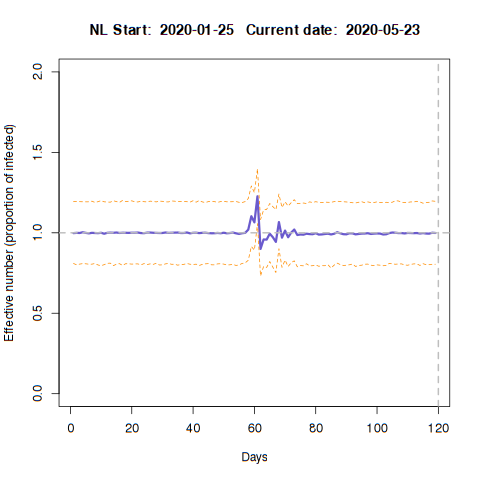 NL Start:  2020-01-25   Current date:  2020-05-23
Effective number (proportion of infected)
2.0
1.5
1.0
0.5
0.0
0 20 40 60 80 100 120
Days